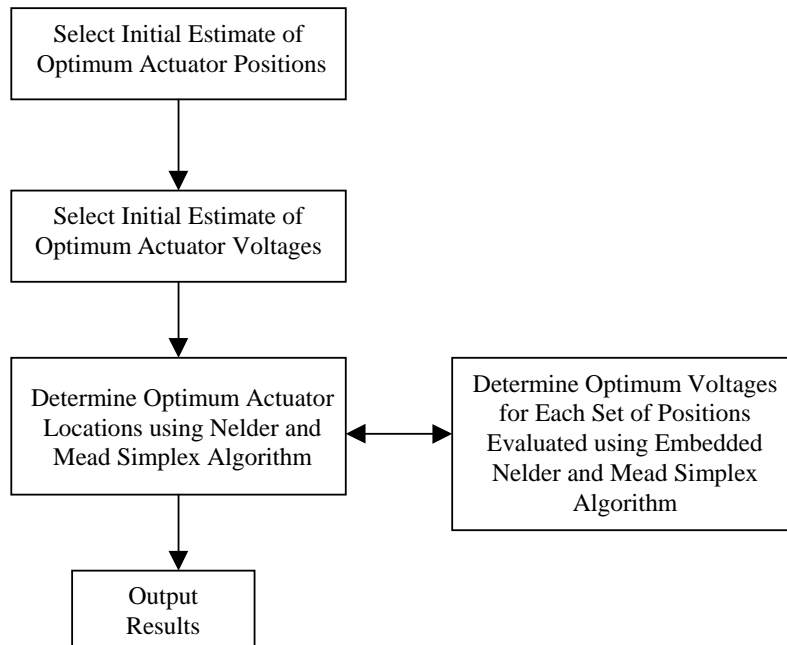 Select Initial Estimate of
Optimum Actuator Positions
Select Initial Estimate of
Optimum Actuator Voltages
Determine Optimum Actuator
Locations using Nelder and
Mead Simplex Algorithm
Determine Optimum Voltages
for Each Set of Positions
Evaluated using Embedded
Nelder and Mead Simplex
Algorithm
Output
Results